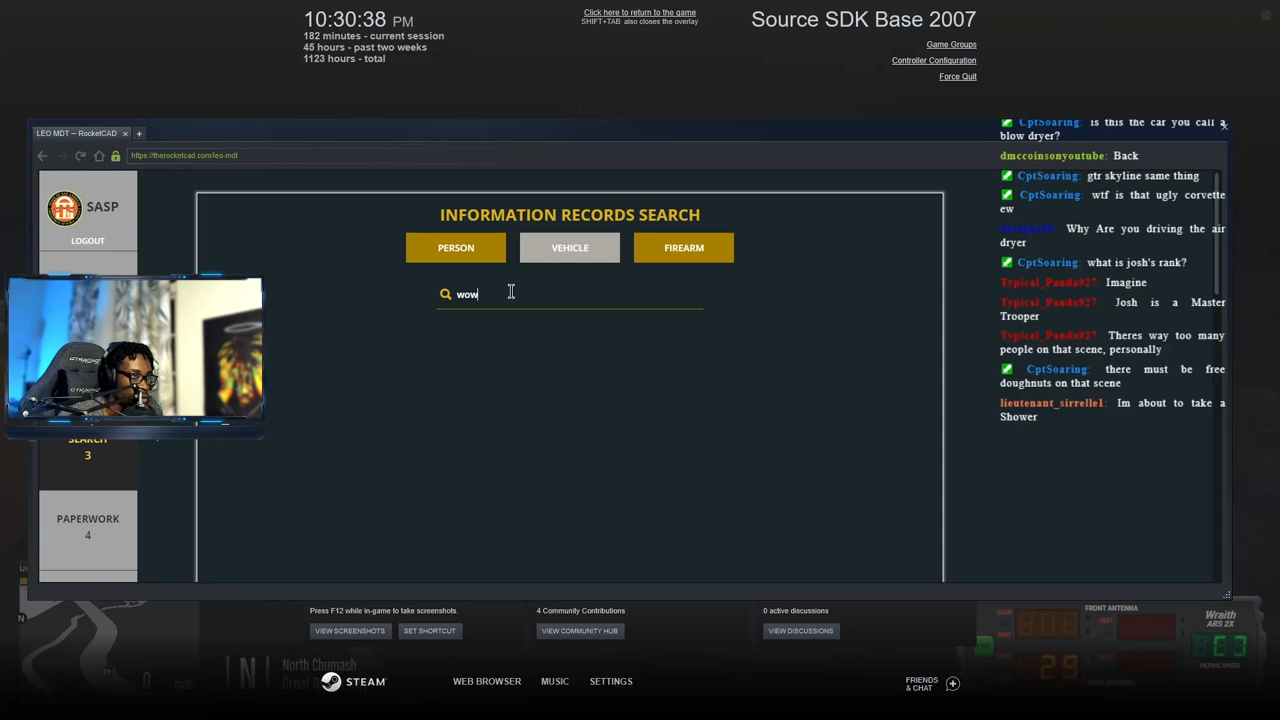 10:30:38 PM
182 minutes - current session
45 hours - past two weeks
1123 hours - total
Click here to return to the game
SHIFT+TAB also closes the overlay
Source SDK Base 2007
Game Groups
Controller Configuration
Force Quit
LEO MDT — RocketCAD
https://therocketcad.com/leo-mdt
SASP
LOGOUT
SEARCH
3
PAPERWORK
4
INFORMATION RECORDS SEARCH
PERSON
VEHICLE
FIREARM
wow
CptSoaring: is this the car you call a
blow dryer?
dmccoinsonyoutube: Back
CptSoaring: gtr skyline same thing
CptSoaring: wtf is that ugly corvette
ew
Why Are you driving the air
dryer
CptSoaring: what is josh's rank?
Typical_Panda927: Imagine
Typical_Panda927: Josh is a Master
Trooper
Typical_Panda927: Theres way too many
people on that scene, personally
CptSoaring: there must be free
doughnuts on that scene
lieutenant_sirrelle1: Im about to take a
Shower
Press F12 while in-game to take screenshots.
VIEW SCREENSHOTS
SET SHORTCUT
4 Community Contributions
VIEW COMMUNITY HUB
0 active discussions
VIEW DISCUSSIONS
N
0 mph
N
North Chumash
FRONT ANTENNA
Wraith
ARS 2X
PATROL SPEED
29
STEAM
WEB BROWSER
MUSIC
SETTINGS
FRIENDS
& CHAT